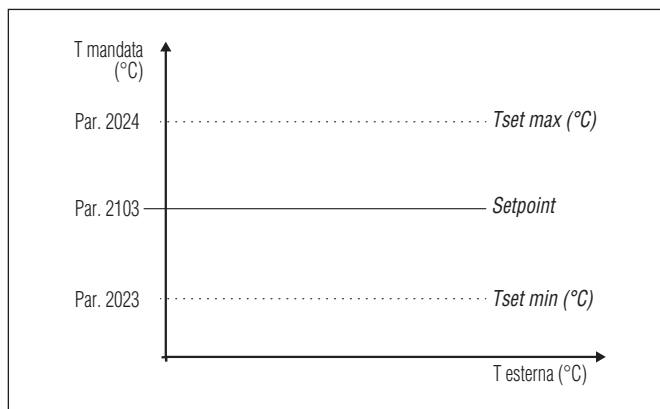 T mandata
(°C)
Par. 2024
Tset max (°C)
Par. 2103
Setpoint
Par. 2023
Tset min (°C)
T esterna (°C)